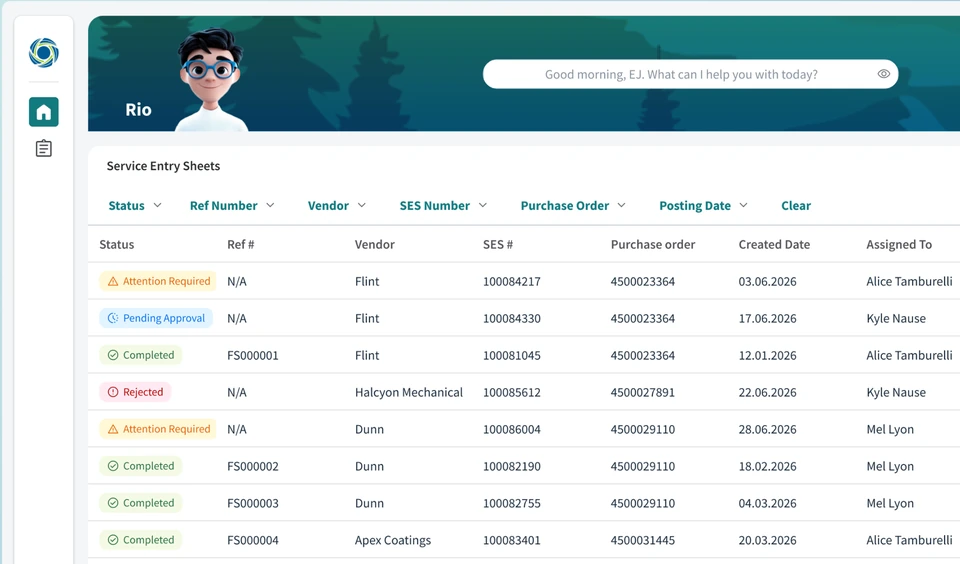 Good morning, EJ. What can I help you with today?
Rio
Service Entry Sheets
Status Ref Number Vendor SES Number Purchase Order Posting Date Clear
Status Ref # Vendor SES # Purchase order Created Date Assigned To
Attention Required N/A Flint 100084217 4500023364 03.06.2026 Alice Tamburelli
Pending Approval N/A Flint 100084330 4500023364 17.06.2026 Kyle Nause
Completed FS000001 Flint 100081045 4500023364 12.01.2026 Alice Tamburelli
Rejected N/A Halcyon Mechanical 100085612 4500027891 22.06.2026 Kyle Nause
Attention Required N/A Dunn 100086004 4500029110 28.06.2026 Mel Lyon
Completed FS000002 Dunn 100082190 4500029110 18.02.2026 Mel Lyon
Completed FS000003 Dunn 100082755 4500029110 04.03.2026 Mel Lyon
Completed FS000004 Apex Coatings 100083401 4500031445 20.03.2026 Alice Tamburelli